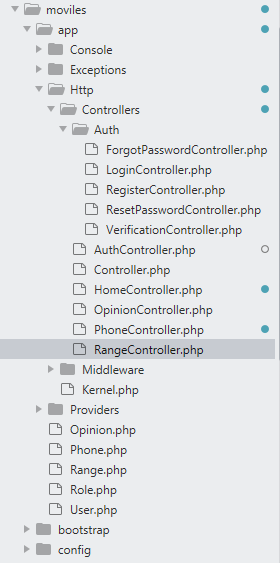 moviles
app
Console
Exceptions
Http
Controllers
Auth
ForgotPasswordController.php
LoginController.php
RegisterController.php
ResetPasswordController.php
VerificationController.php
AuthController.php
Controller.php
HomeController.php
OpinionController.php
PhoneController.php
RangeController.php
Middleware
Kernel.php
Providers
Opinion.php
Phone.php
Range.php
Role.php
User.php
bootstrap
config